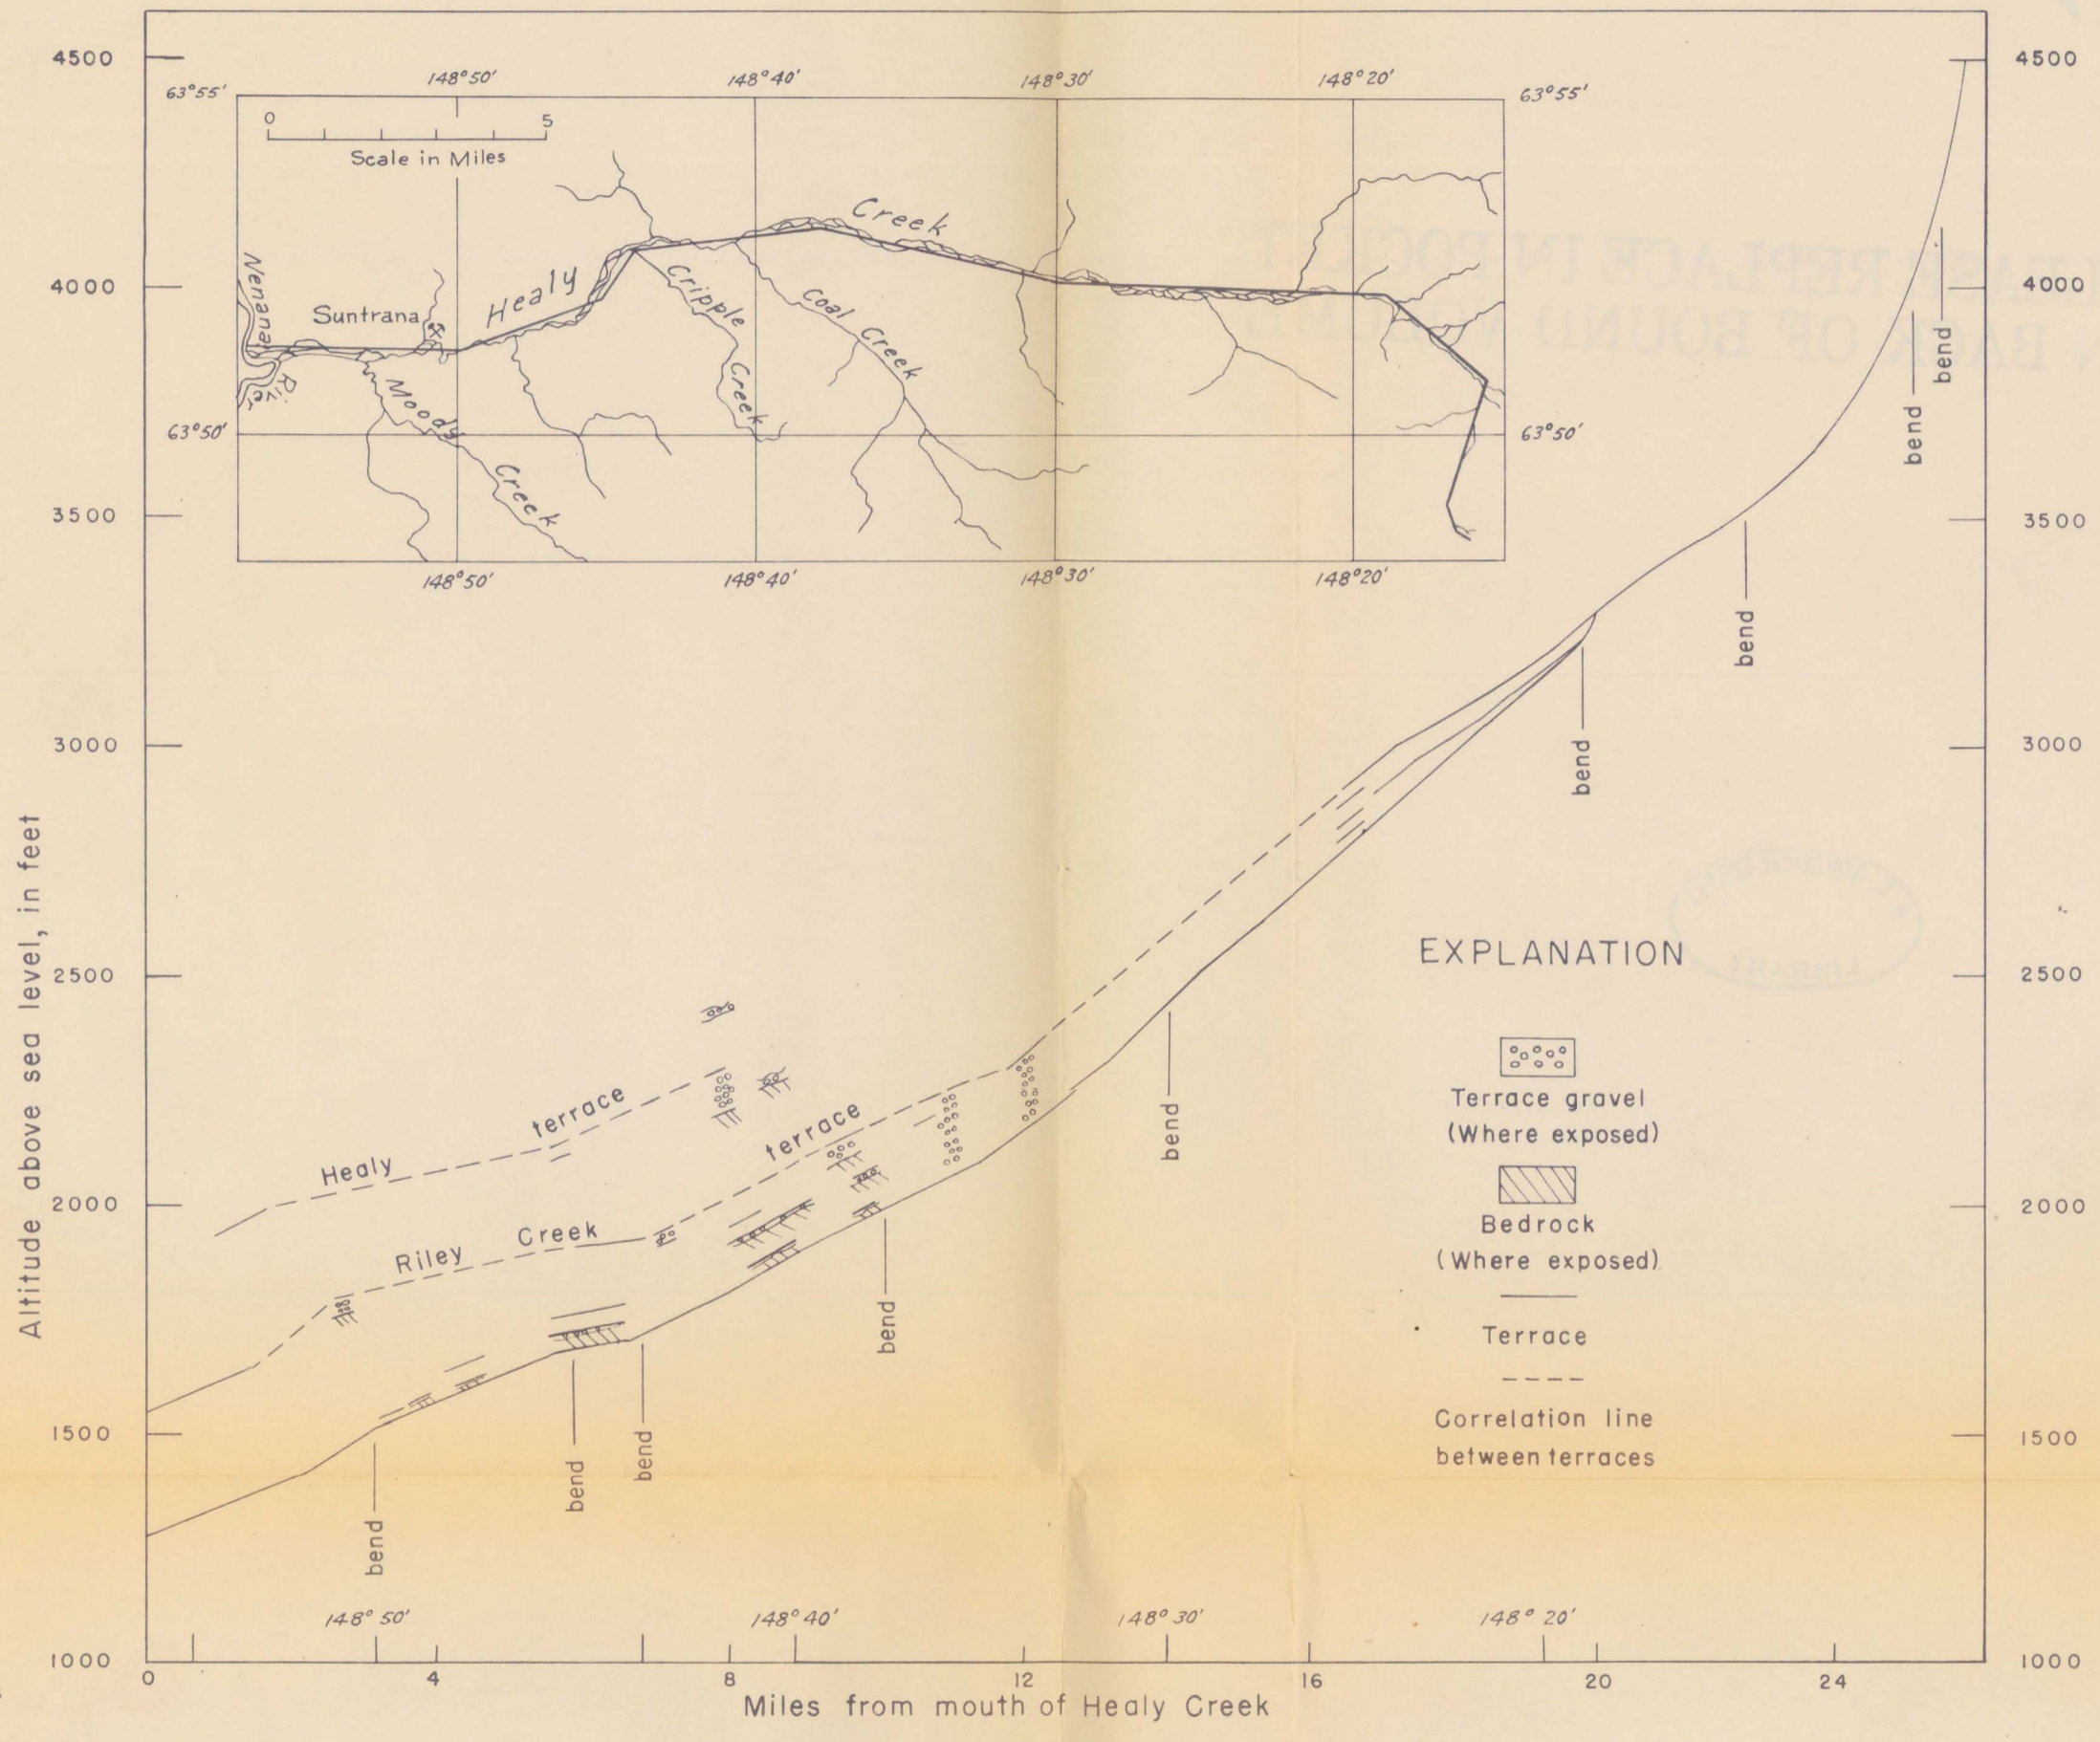 4500
4000
3500
3000
2500
2000
1500
1000
Altitude above sea level, in feet
4500
4000
3500
3000
2500
2000
1500
1000
148°50'
148°40'
148°30'
148°20'
63°55'
63°55'
0
5
Scale in Miles
Creek
Nenana
River
Suntrana
Healy
Cripple
Creek
Coal Creek
Moody
Creek
63°50'
63°50'
148°50'
148°40'
148°30'
148°20'
bend
bend
bend
bend
bend
bend
bend
bend
bend
Healy
terrace
Riley
Creek
terrace
EXPLANATION
Terrace gravel
(Where exposed)
Bedrock
(Where exposed)
Terrace
Correlation line
between terraces
148° 50'
148° 40'
148° 30'
148° 20'
0
4
8
12
16
20
24
Miles from mouth of Healy Creek